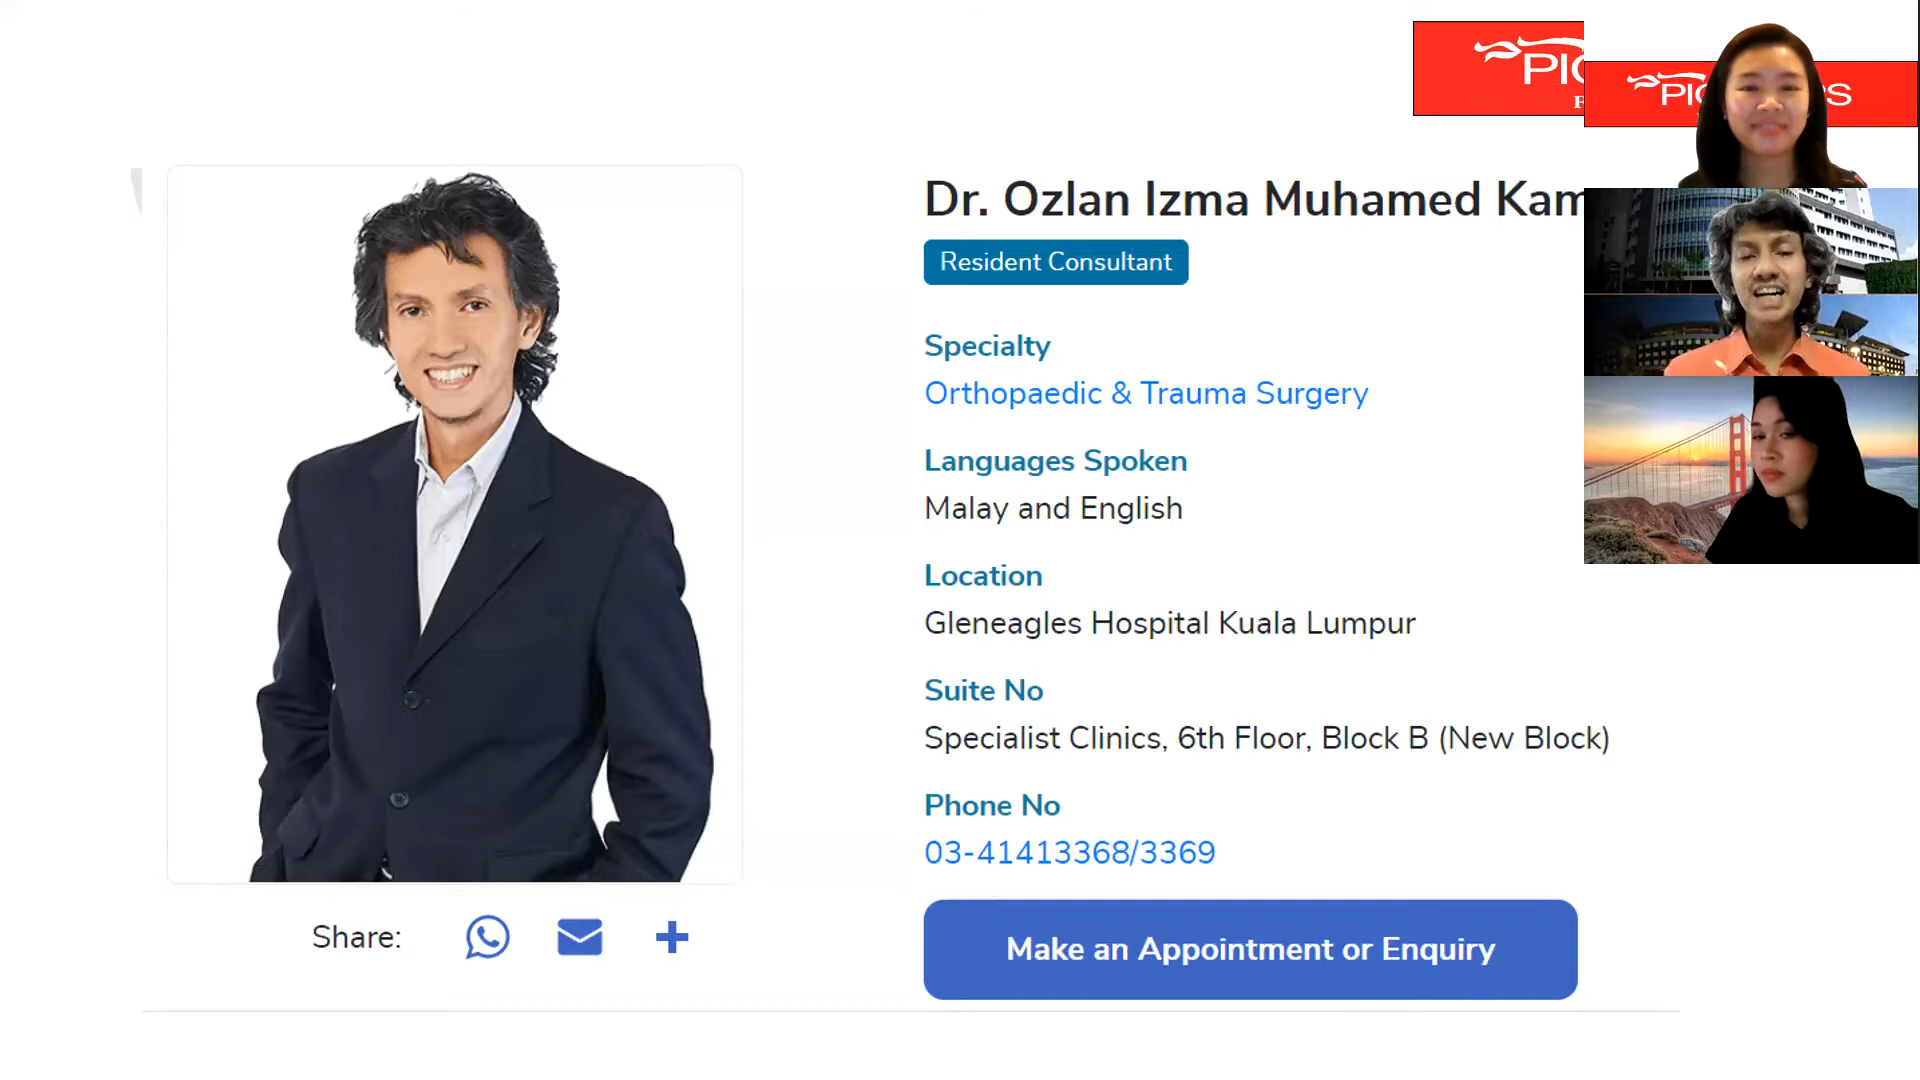 Dr. Ozlan Izma Muhamed Kam
Resident Consultant
Specialty
Orthopaedic & Trauma Surgery
Languages Spoken
Malay and English
Location
Gleneagles Hospital Kuala Lumpur
Suite No
Specialist Clinics, 6th Floor, Block B (New Block)
Phone No
03-41413368/3369
Make an Appointment or Enquiry
Share: